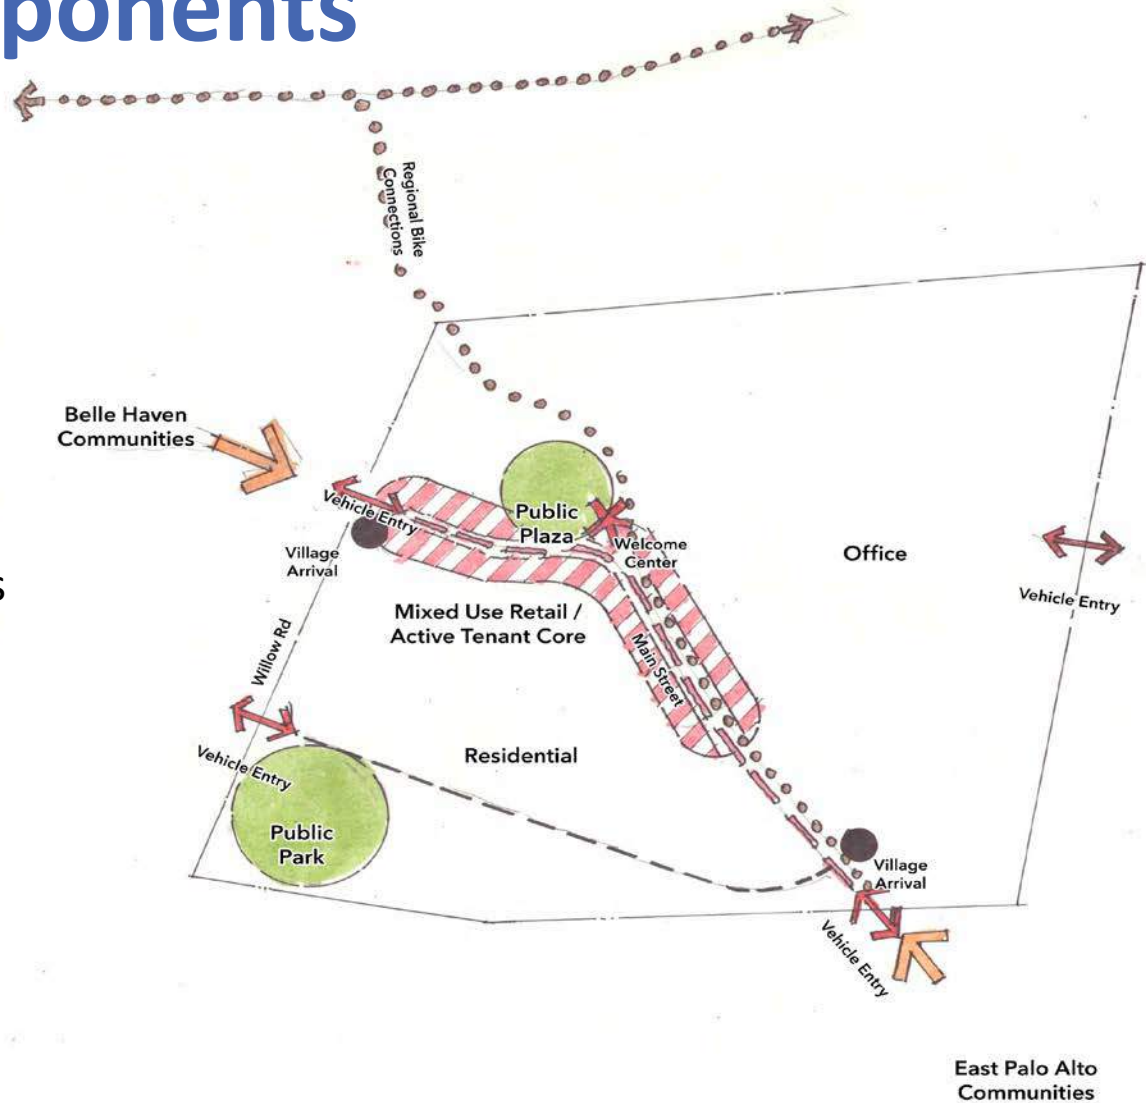 ponents
Regional Bike
Connections
Belle Haven
Communities
Vehicle Entry
Village
Arrival
Public
Plaza
Welcome
Center
Office
Vehicle Entry
s
Mixed Use Retail /
Active Tenant Core
Willow Rd
Main Street
Vehicle Entry
Residential
Public
Park
Village
Arrival
Vehicle Entry
East Palo Alto
Communities